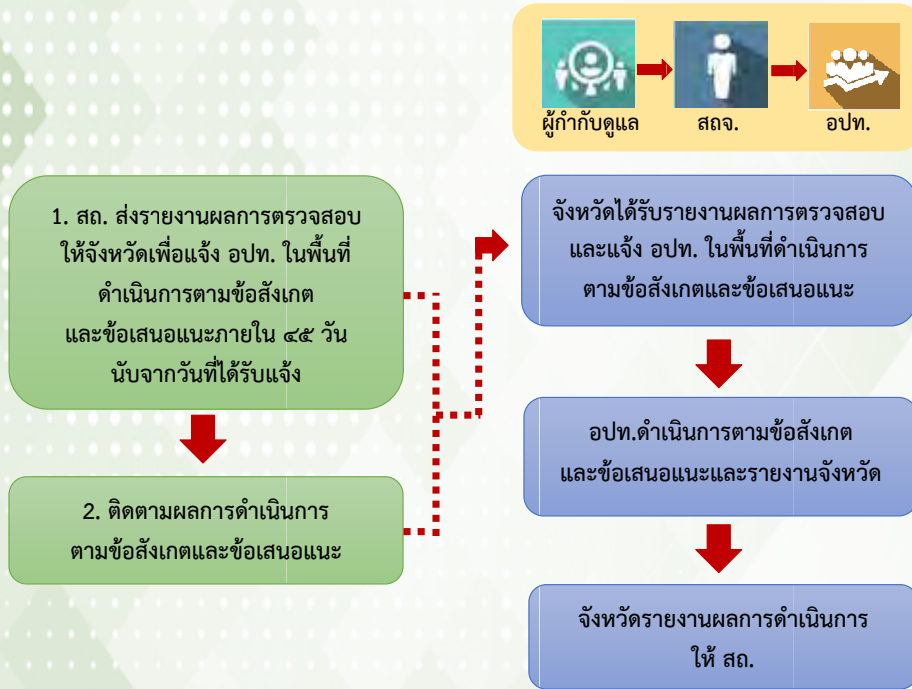 ผู้กำกับดูแล
สถจ.
อปท.
1. สถ. ส่งรายงานผลการตรวจสอบ
ให้จังหวัดเพื่อแจ้ง อปท. ในพื้นที่
ดำเนินการตามข้อสังเกต
และข้อเสนอแนะภายใน ๔๕ วัน
นับจากวันที่ได้รับแจ้ง
2. ติดตามผลการดำเนินการ
ตามข้อสังเกตและข้อเสนอแนะ
จังหวัดได้รับรายงานผลการตรวจสอบ
และแจ้ง อปท. ในพื้นที่ดำเนินการ
ตามข้อสังเกตและข้อเสนอแนะ
อปท.ดำเนินการตามข้อสังเกต
และข้อเสนอแนะและรายงานจังหวัด
จังหวัดรายงานผลการดำเนินการ
ให้ สถ.